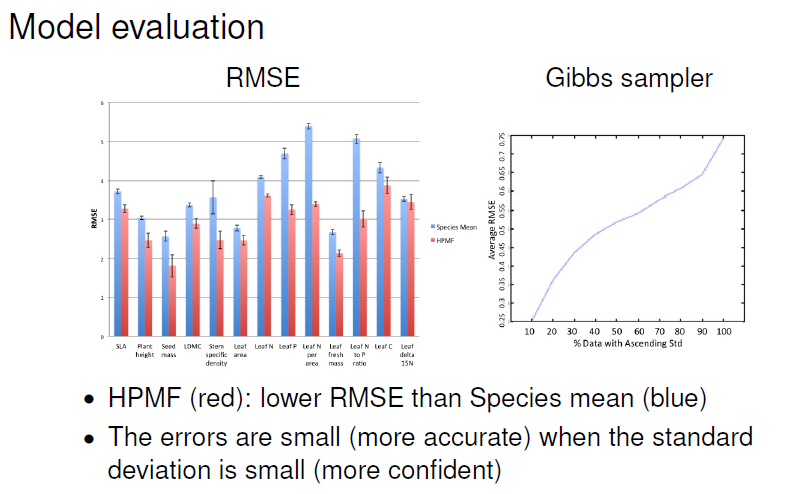 Model evaluation
RMSE
Gibbs sampler
6
5
4
3
2
1
0
RMSE
SLA
Plant
height
Seed
mass
LDMC
Stem
specific
density
Leaf
area
Leaf N
Leaf P
Leaf N
per
area
Leaf
fresh
mass
Leaf N
to P
ratio
Leaf C
Leaf
delta
15N
Species Mean
HPMF
Average RMSE
0.75
0.7
0.65
0.6
0.55
0.5
0.45
0.4
0.35
0.3
0.25
10 20 30 40 50 60 70 80 90 100
% Data with Ascending Std
• HPMF (red): lower RMSE than Species mean (blue)
• The errors are small (more accurate) when the standard
deviation is small (more confident)